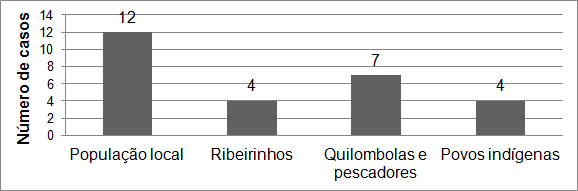 Número de casos
14
12
10
8
6
4
2
0
12
4
7
4
População local
Ribeirinhos
Quilombolas e
pescadores
Povos indígenas